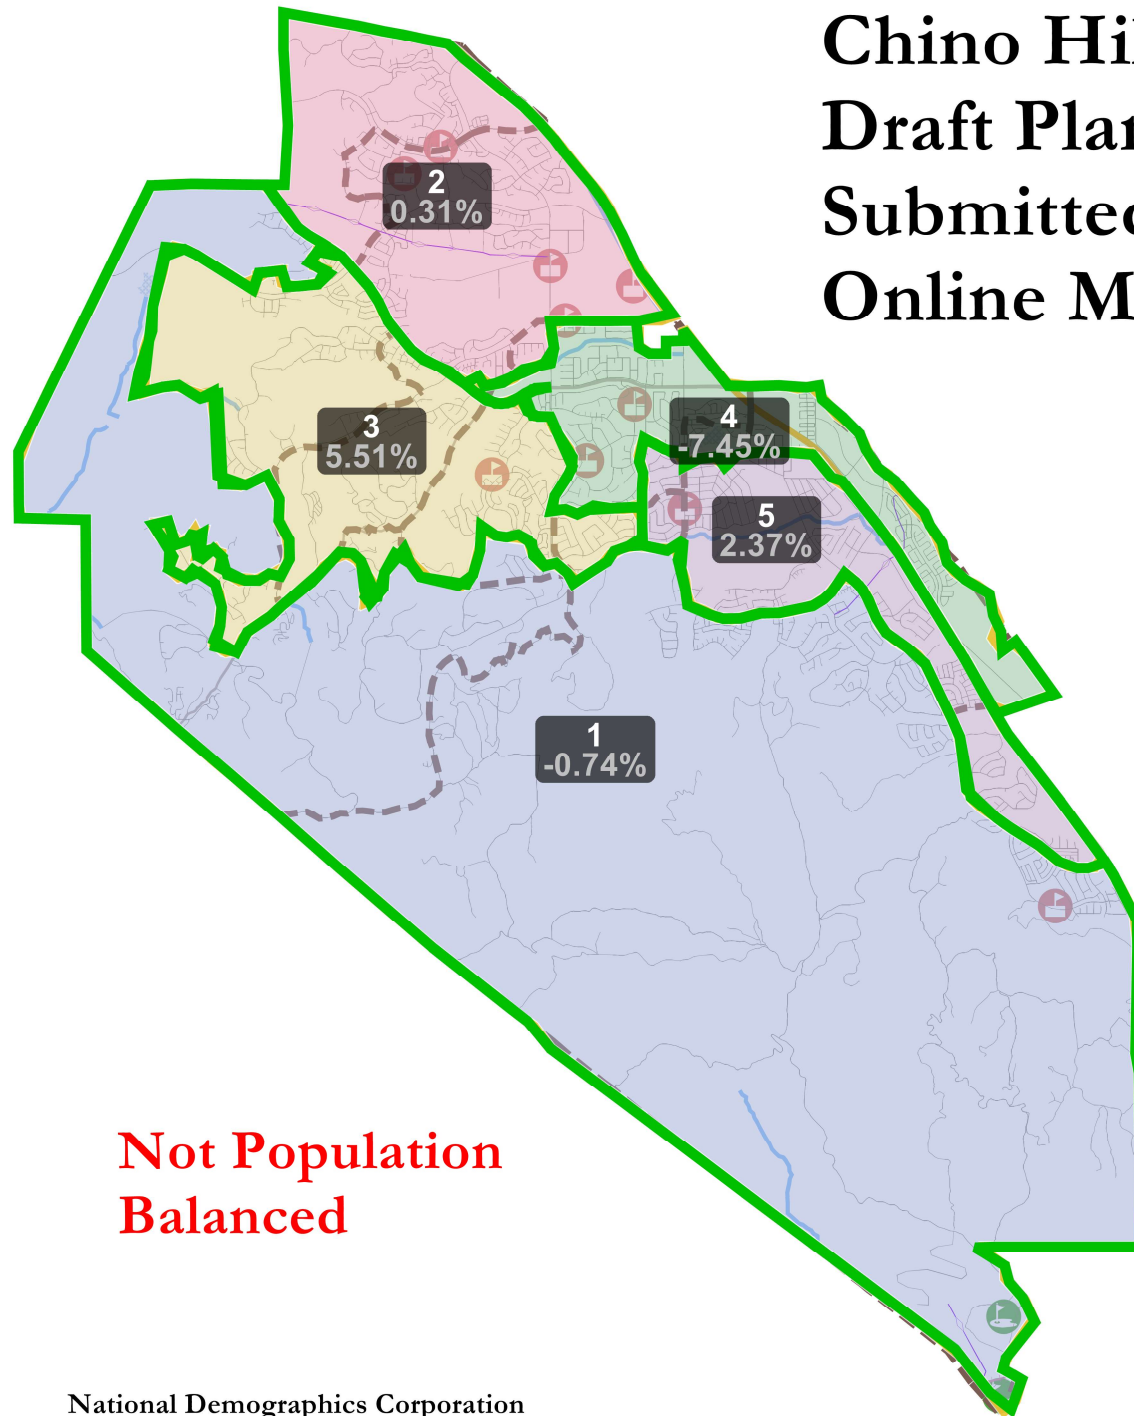 Chino Hi
Draft Pla
Submitte
Online M
2
0.31%
3
5.51%
4
-7.45%
5
2.37%
1
-0.74%
Not Population
Balanced
National Demographics Corporation